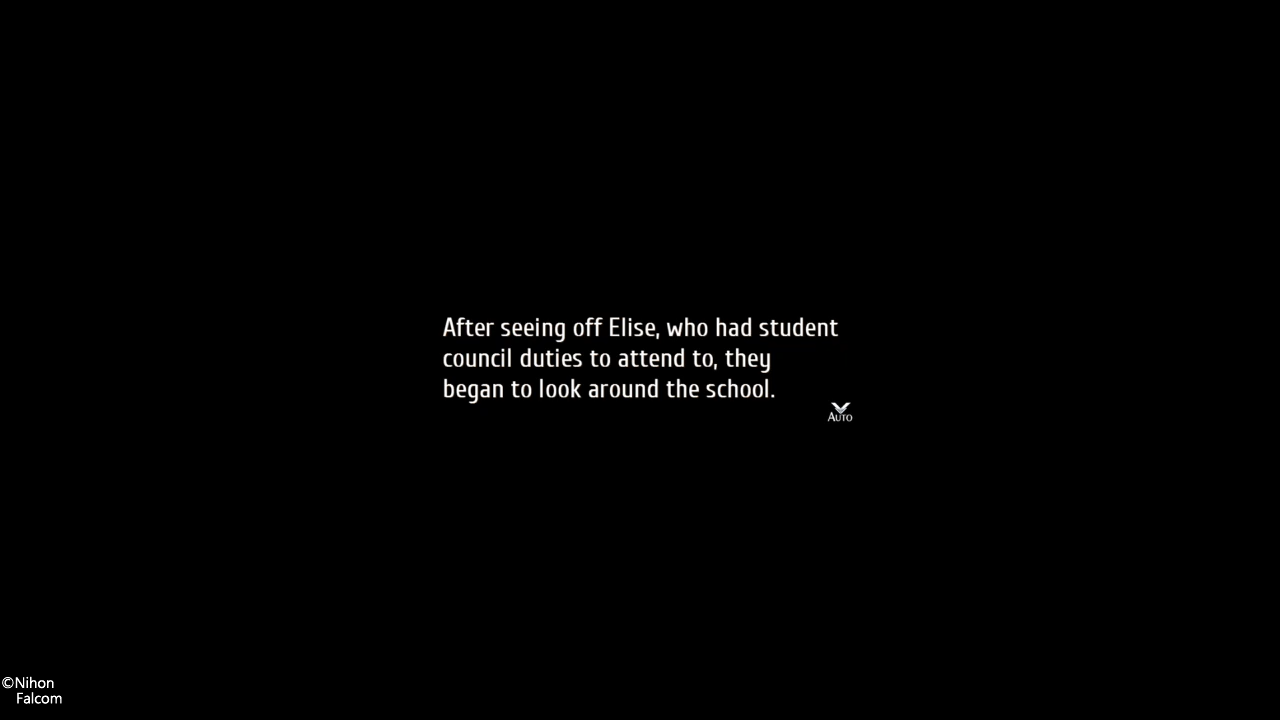 After seeing off Elise, who had student
council duties to attend to, they
began to look around the school.
AUTO
©Nihon
Falcom